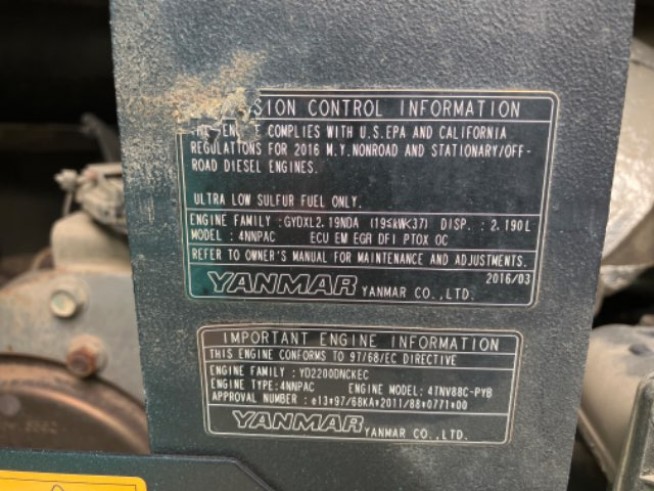 SSION CONTROL INFORMATION
THE ENGINE COMPLIES WITH U.S.EPA AND CALIFORNIA
REGULATIONS FOR 2016 M.Y.NONROAD AND STATIONARY/OFF-
ROAD DIESEL ENGINES.
ULTRA LOW SULFUR FUEL ONLY.
ENGINE FAMILY :GYDXL2.19NDA (19≤kW<37) DISP. : 2.190L
MODEL : 4NNPAC ECU EM EGR DFI PTOX OC
REFER TO OWNER'S MANUAL FOR MAINTENANCE AND ADJUSTMENTS.
2016/03
YANMAR YANMAR CO.,LTD.
IMPORTANT ENGINE INFORMATION
THIS ENGINE CONFORMS TO 97/68/EC DIRECTIVE
ENGINE FAMILY : YD2200DNCKEC
ENGINE TYPE:4NNPAC ENGINE MODEL: 4TNV88C-PYB
APPROVAL NUMBER :e13*97/68KA*2011/88*0771*00
YANMAR YANMAR CO.,LTD.